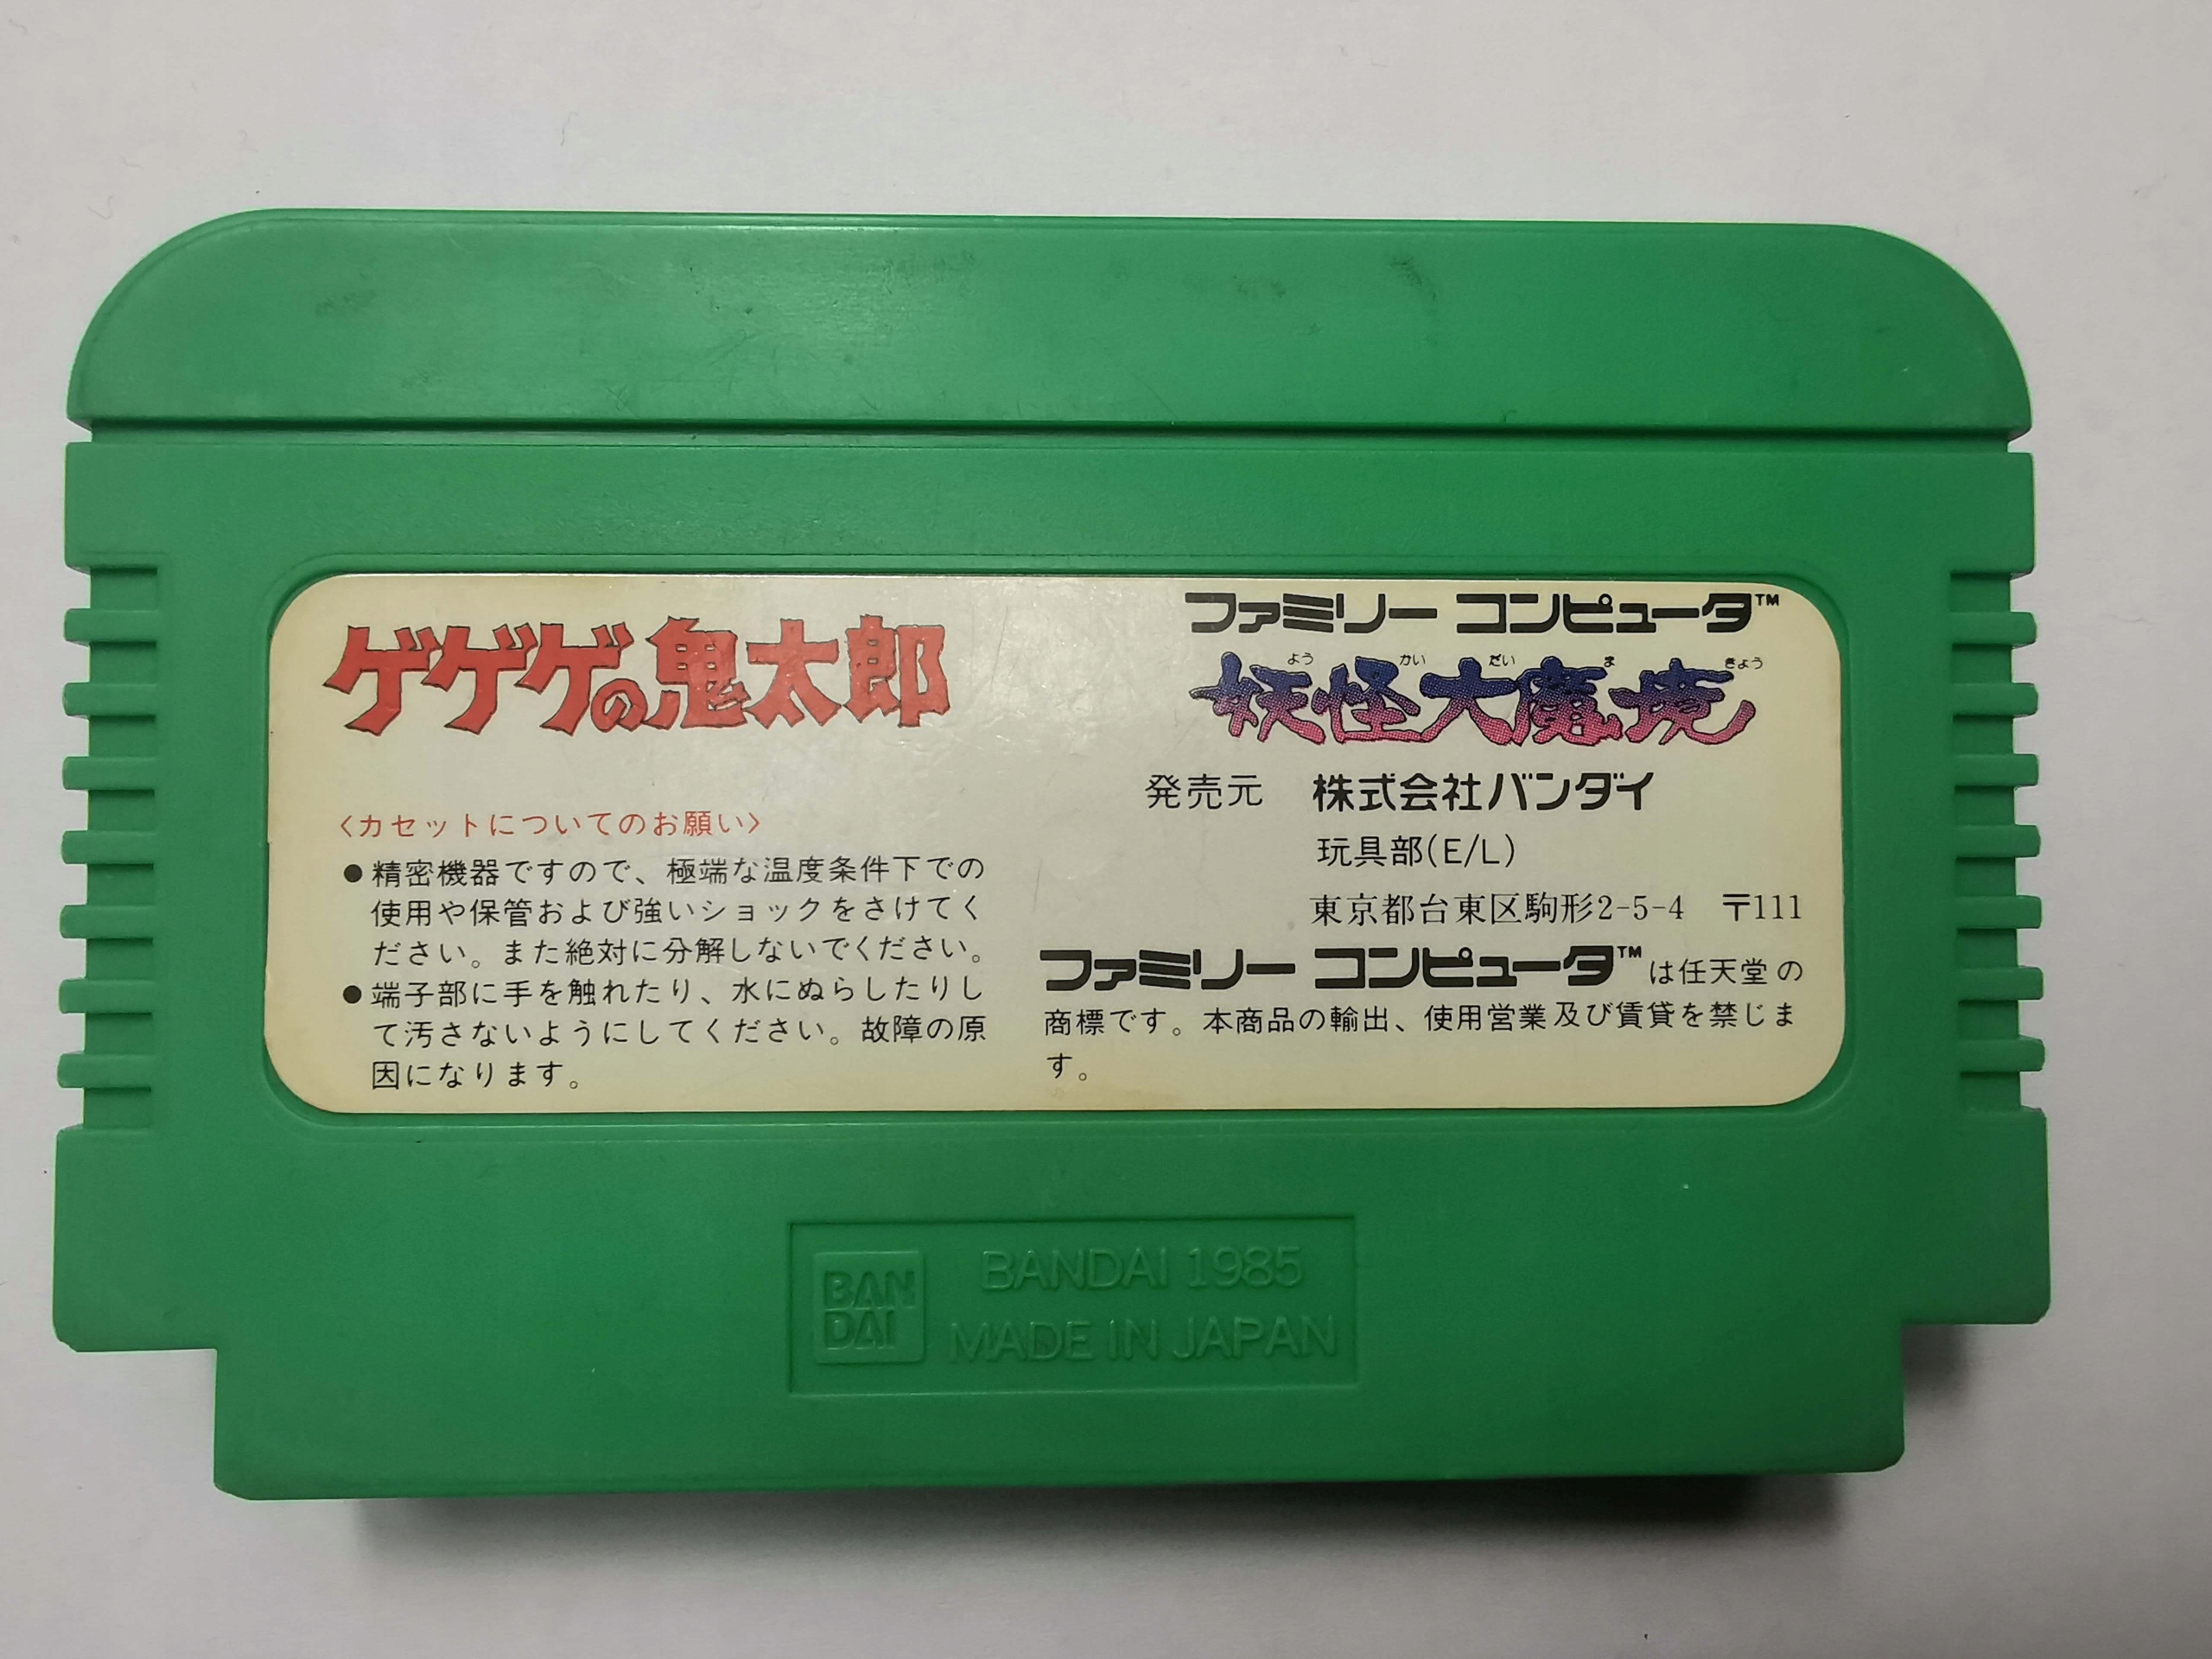 ゲゲゲの鬼太郎
〈カセットについてのお願い〉
●精密機器ですので、極端な温度条件下での
使用や保管および強いショックをさけてく
ださい。また絶対に分解しないでください。
●端子部に手を触れたり、水にぬらしたりし
て汚さないようにしてください。故障の原
因になります。
ファミリー コンピュータ™
よう かい だい ま きょう
妖怪大魔境
発売元 株式会社バンダイ
玩具部(E/L)
東京都台東区駒形2-5-4 〒111
ファミリー コンピュータ™は任天堂の
商標です。本商品の輸出、使用営業及び賃貸を禁じま
す。
BAN
DAI
BANDAI 1985
MADE IN JAPAN